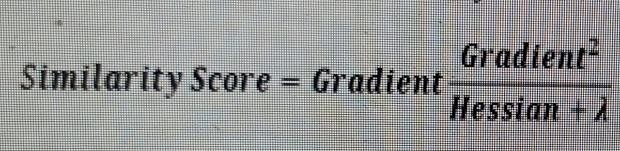 Similarity Score = Gradient Gradient²
Hessian + λ